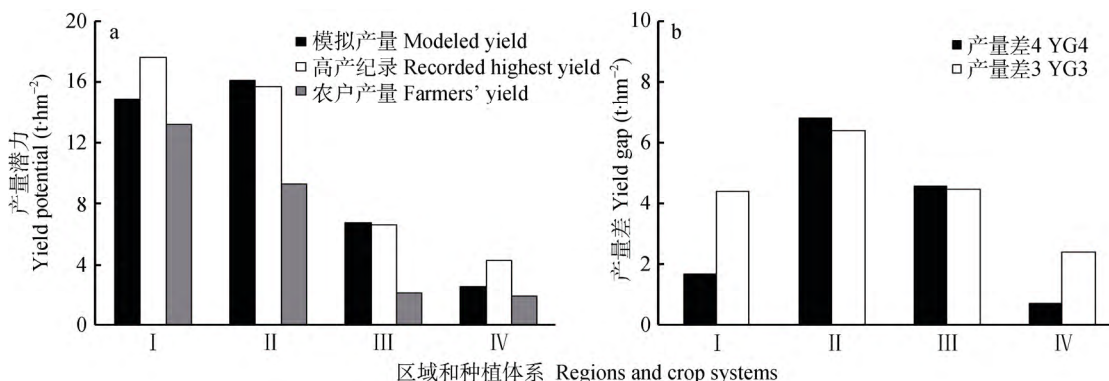 a
模拟产量 Modeled yield
高产纪录 Recorded highest yield
农户产量 Farmers' yield
产量潜力
Yield potential (t·hm⁻²)
20
16
12
8
4
0
I
II
III
IV
b
产量差4 YG4
产量差3 YG3
产量差 Yield gap (t·hm⁻²)
10
8
6
4
2
0
I
II
III
IV
区域和种植体系 Regions and crop systems